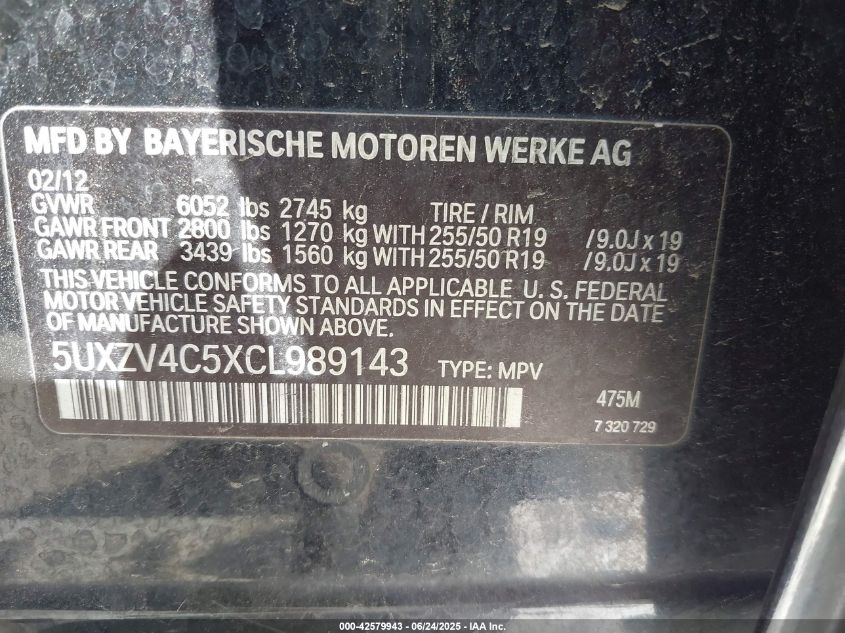 MFD BY BAYERISCHE MOTOREN WERKE AG
02/12
GVWR 6052 lbs 2745 kg TIRE / RIM
GAWR FRONT 2800 lbs 1270 kg WITH 255/50 R19 /9.0J x 19
GAWR REAR 3439 lbs 1560 kg WITH 255/50 R19 /9.0J x 19
THIS VEHICLE CONFORMS TO ALL APPLICABLE U. S. FEDERAL
MOTOR VEHICLE SAFETY STANDARDS IN EFFECT ON THE DATE
OF MANUFACTURE SHOWN ABOVE.
5UXZV4C5XCL989143 TYPE: MPV
475M
7 320 729
000-42579943 | 06/24/2025 - IAA Inc.